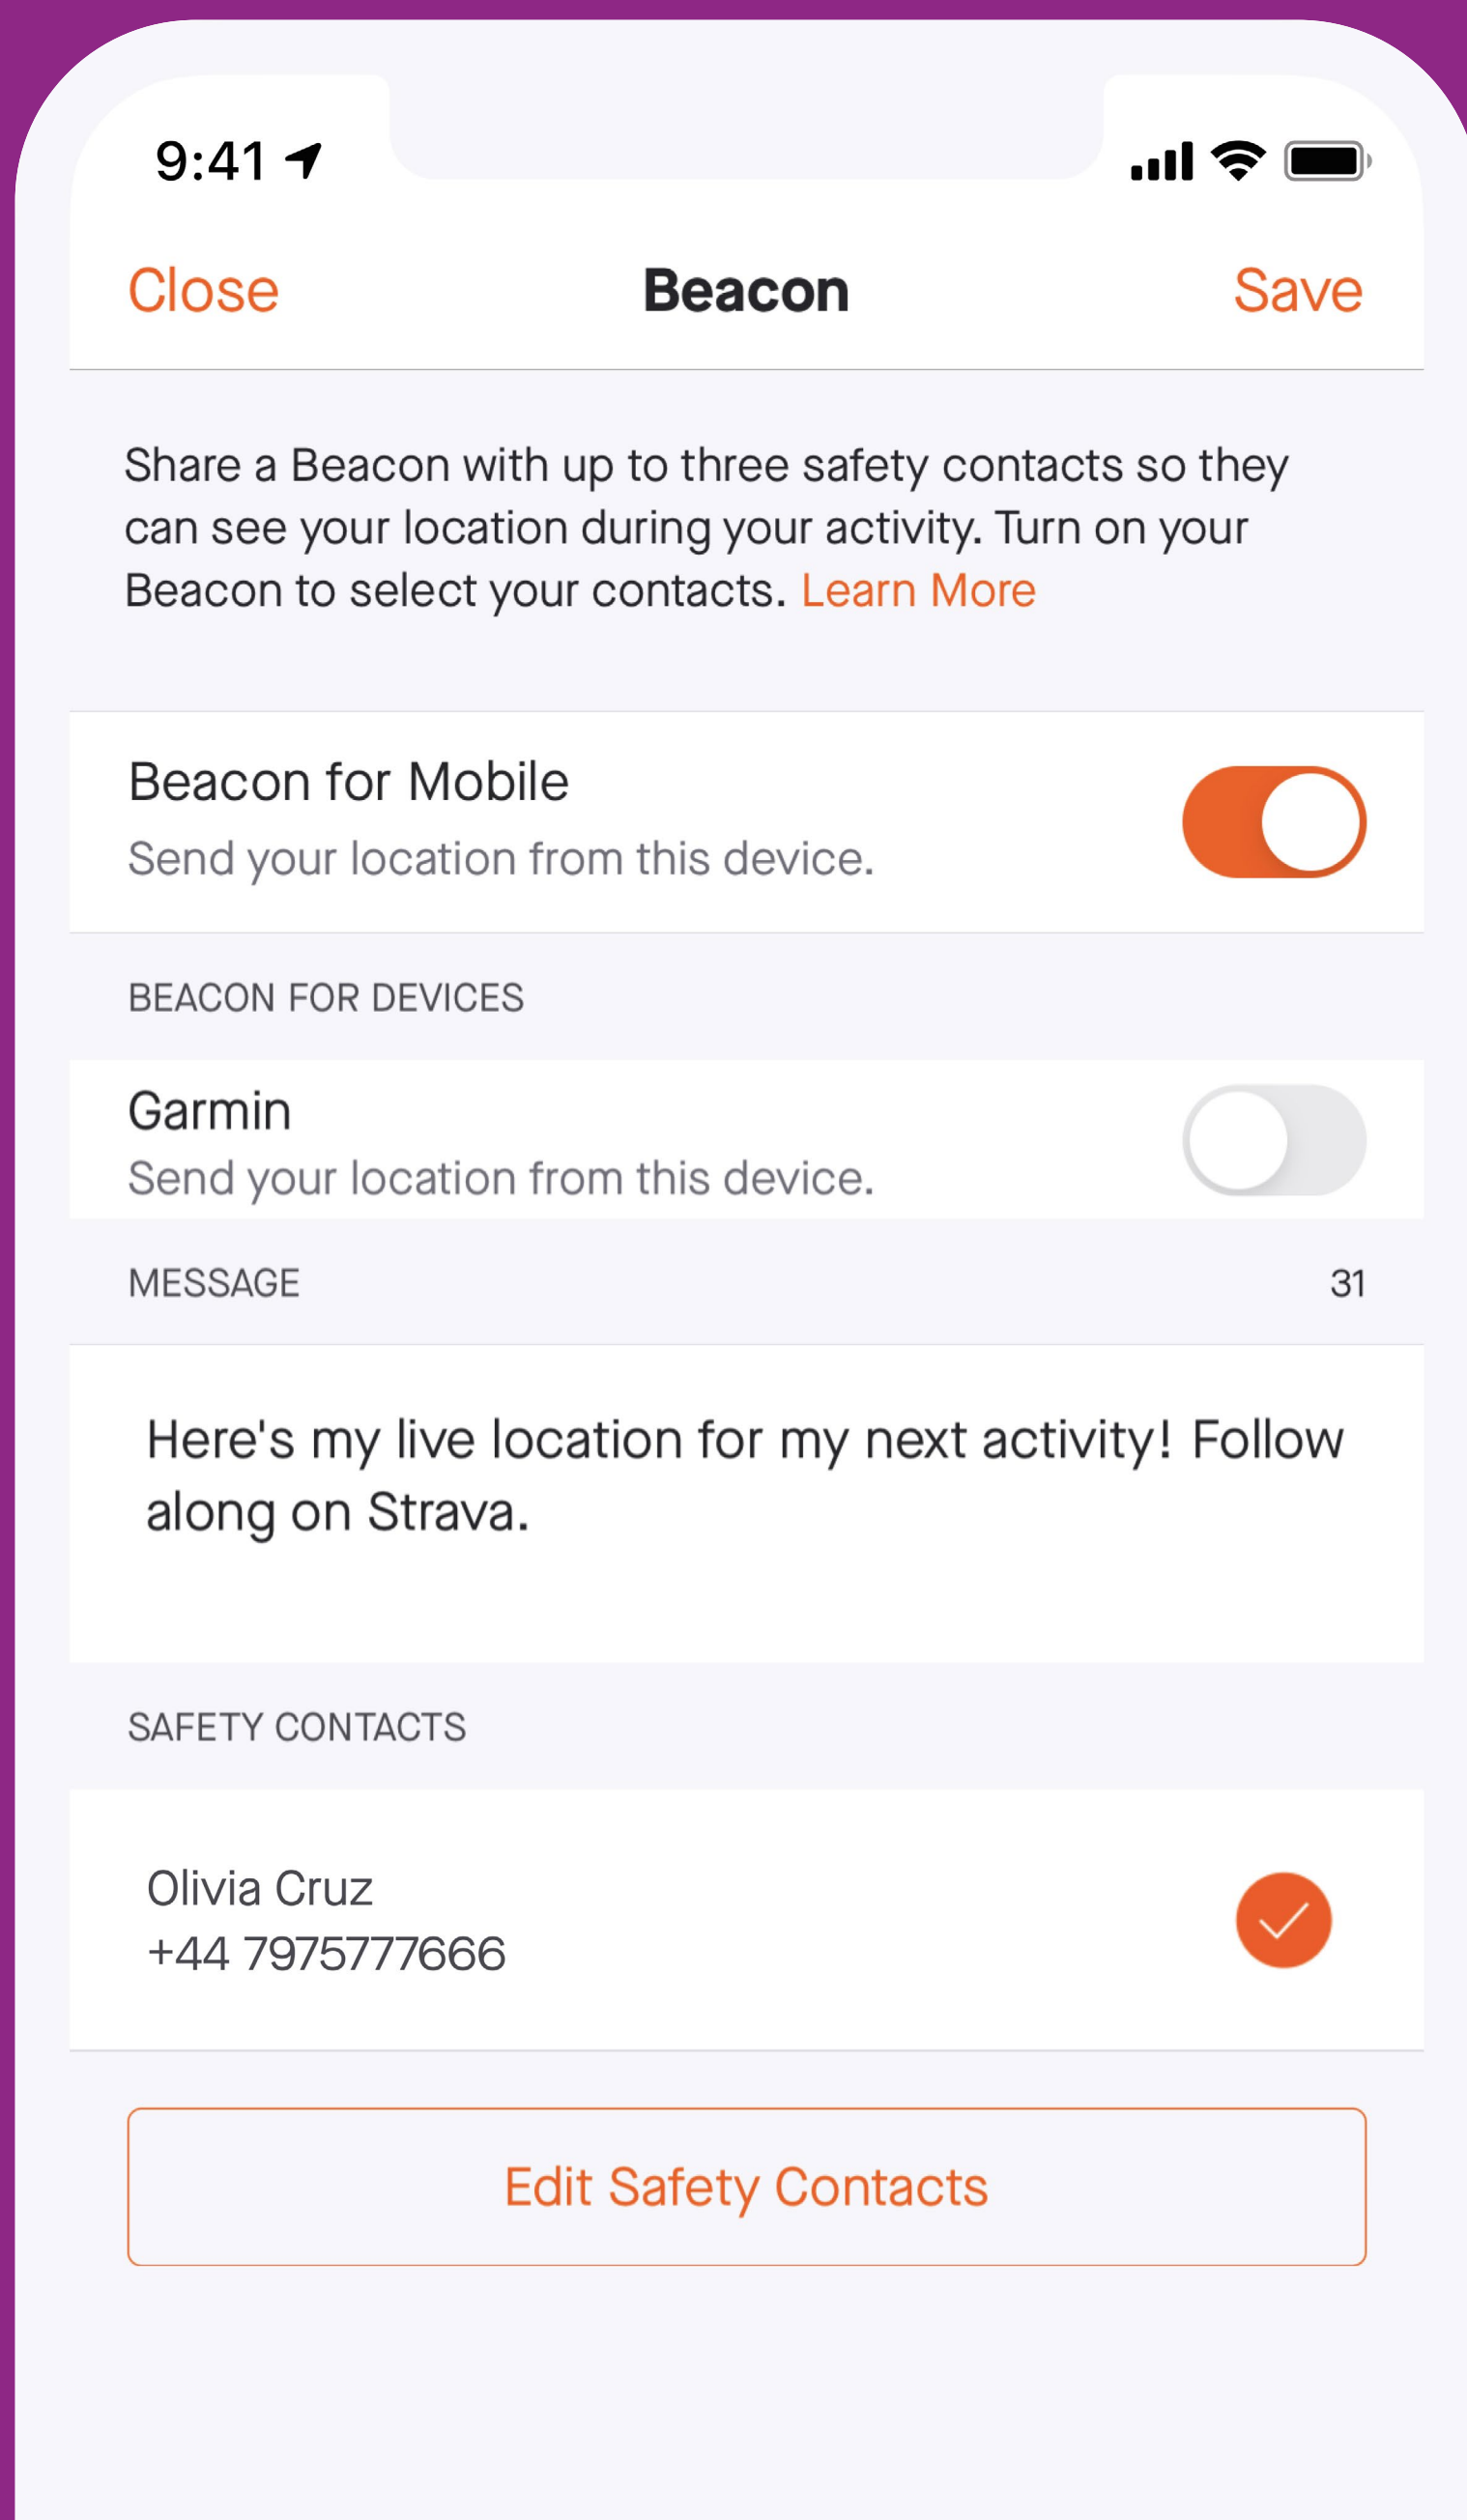 9:41
Close Beacon Save
Share a Beacon with up to three safety contacts so they
can see your location during your activity. Turn on your
Beacon to select your contacts. Learn More
Beacon for Mobile
Send your location from this device.
BEACON FOR DEVICES
Garmin
Send your location from this device.
MESSAGE 31
Here's my live location for my next activity! Follow
along on Strava.
SAFETY CONTACTS
Olivia Cruz
+44 7975777666
Edit Safety Contacts